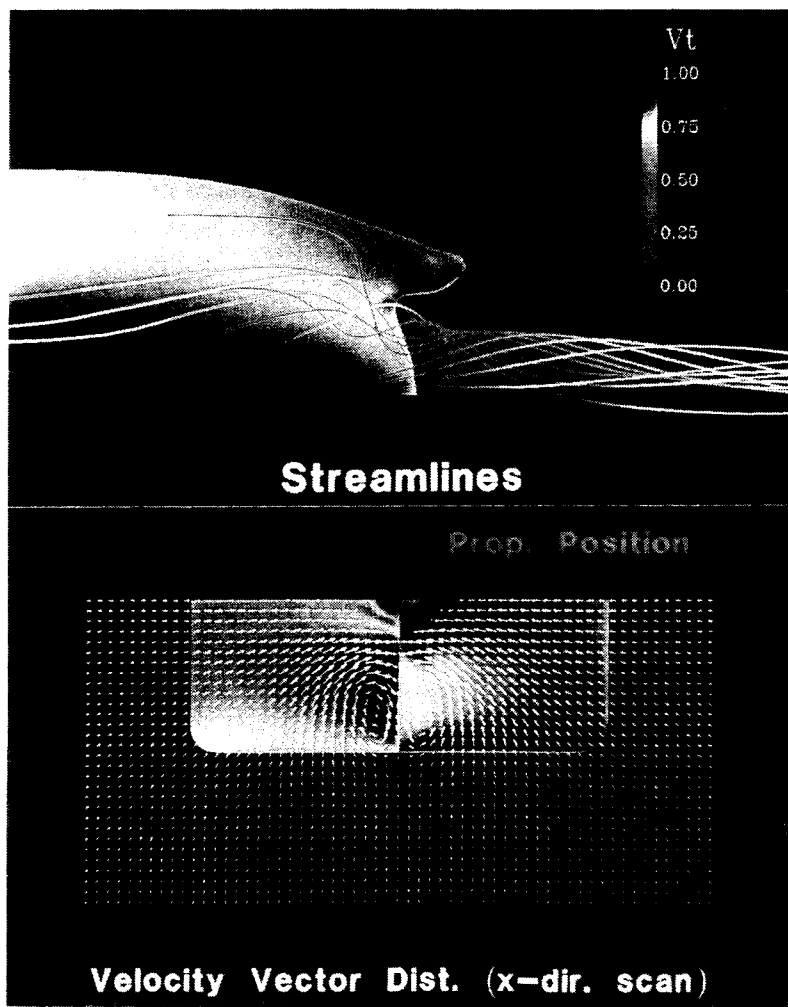 Vt
1.00
0.75
0.50
0.25
0.00
Streamlines
Prop. Position
Velocity Vector Dist. (x-dir. scan)